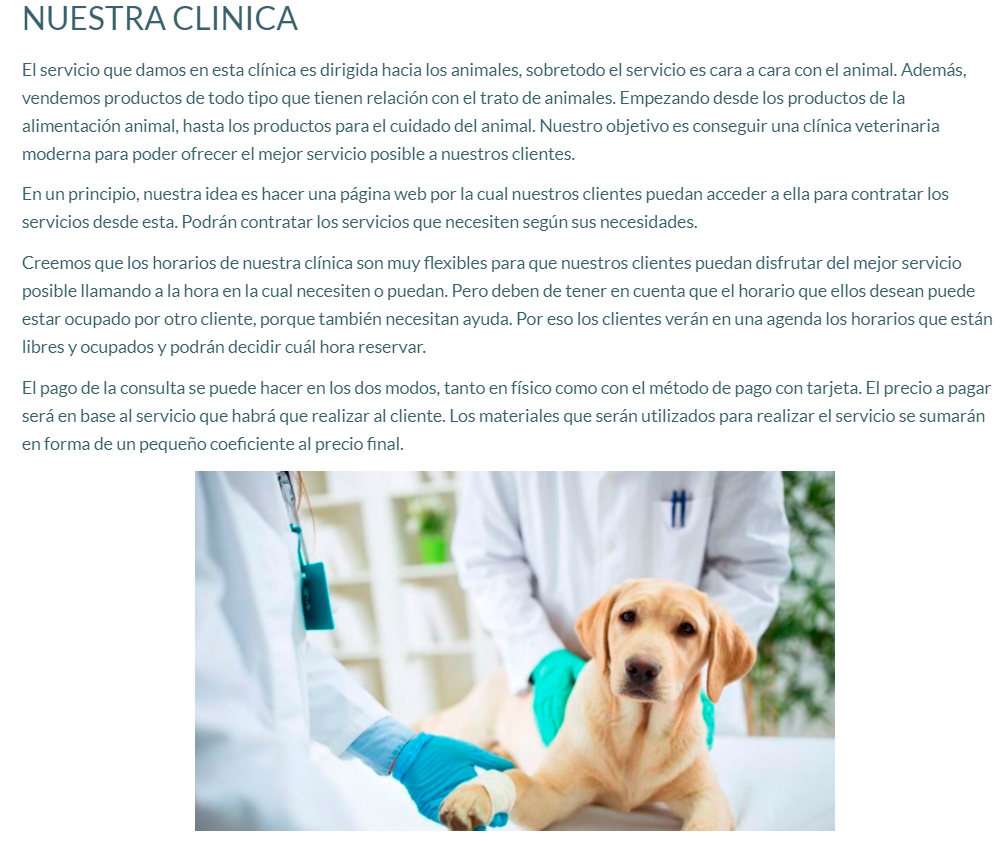 NUESTRA CLINICA
El servicio que damos en esta clínica es dirigida hacia los animales, sobretodo el servicio es cara a cara con el animal. Además,
vendemos productos de todo tipo que tienen relación con el trato de animales. Empezando desde los productos de la
alimentación animal, hasta los productos para el cuidado del animal. Nuestro objetivo es conseguir una clínica veterinaria
moderna para poder ofrecer el mejor servicio posible a nuestros clientes.
En un principio, nuestra idea es hacer una página web por la cual nuestros clientes puedan acceder a ella para contratar los
servicios desde esta. Podrán contratar los servicios que necesiten según sus necesidades.
Creemos que los horarios de nuestra clínica son muy flexibles para que nuestros clientes puedan disfrutar del mejor servicio
posible llamando a la hora en la cual necesiten o puedan. Pero deben de tener en cuenta que el horario que ellos desean puede
estar ocupado por otro cliente, porque también necesitan ayuda. Por eso los clientes verán en una agenda los horarios que están
libres y ocupados y podrán decidir cuál hora reservar.
El pago de la consulta se puede hacer en los dos modos, tanto en físico como con el método de pago con tarjeta. El precio a pagar
será en base al servicio que habrá que realizar al cliente. Los materiales que serán utilizados para realizar el servicio se sumarán
en forma de un pequeño coeficiente al precio final.